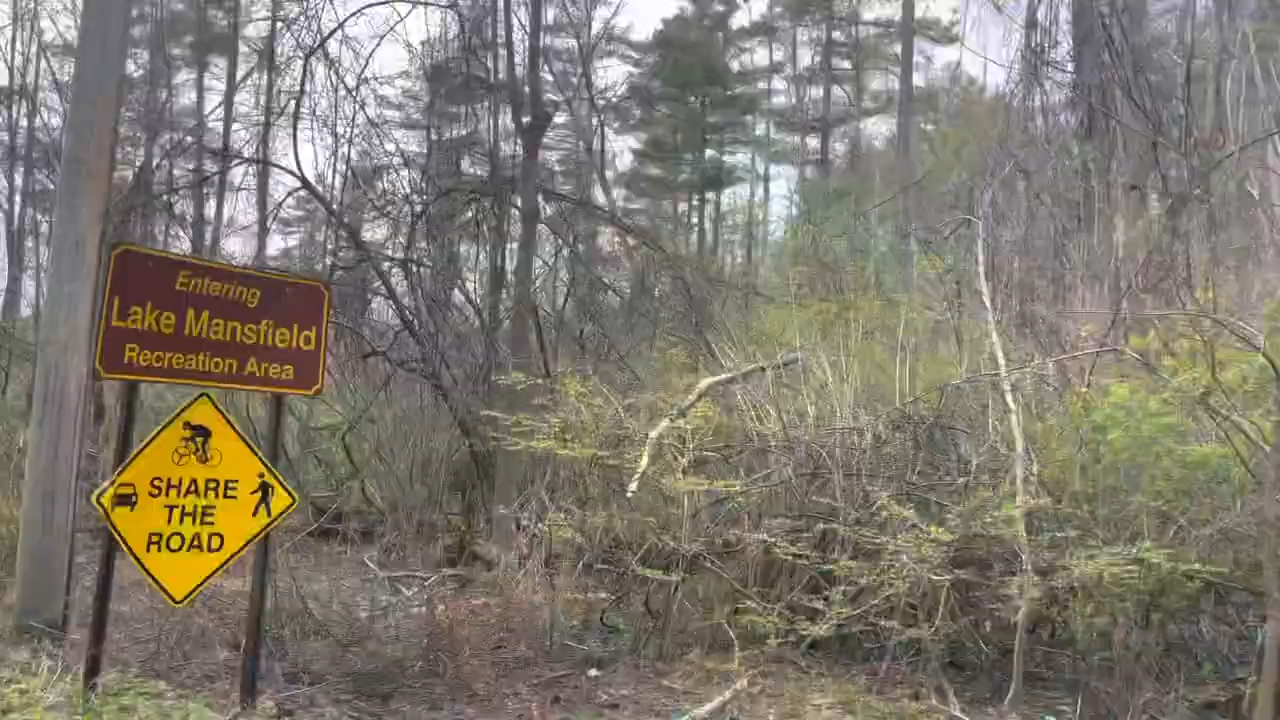 Entering
Lake Mansfield
Recreation Area
SHARE
THE
ROAD